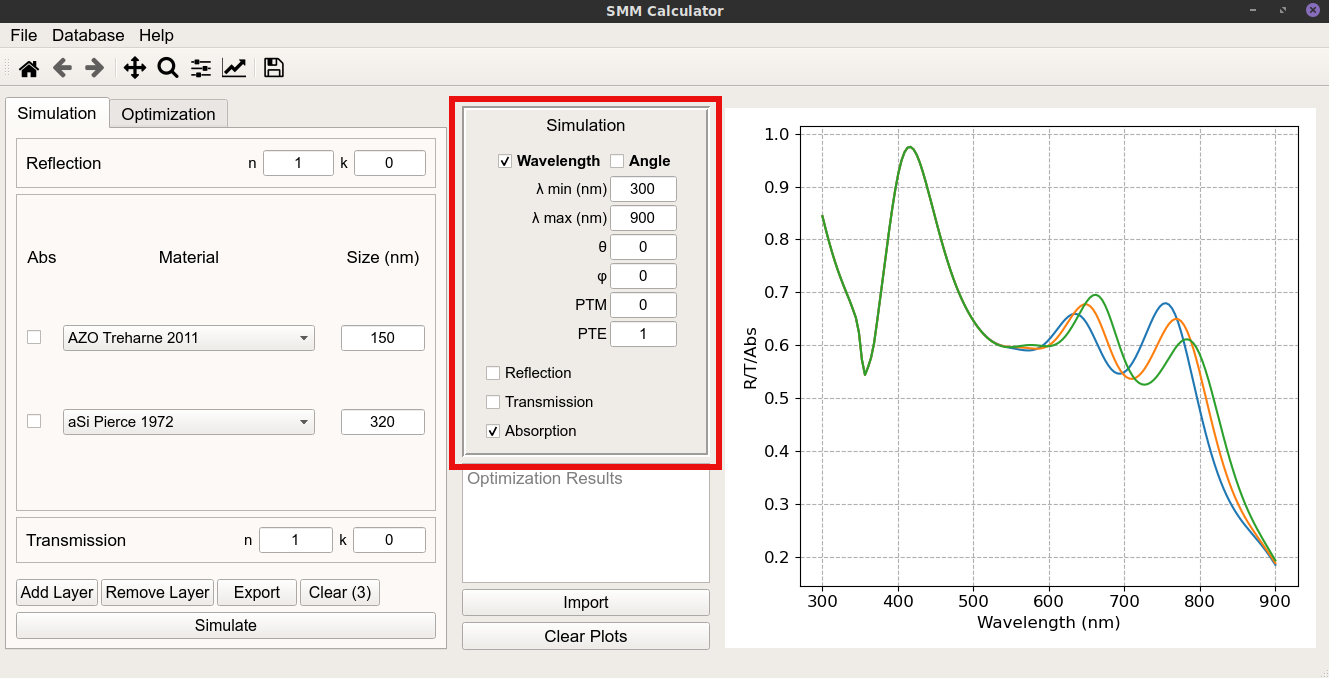 SMM Calculator
File Database Help
Simulation Optimization
Reflection n 1 k 0
Abs Material Size (nm)
AZO Treharne 2011 150
aSi Pierce 1972 320
Transmission n 1 k 0
Add Layer Remove Layer Export Clear (3)
Simulate
Simulation
Wavelength Angle
λ min (nm) 300
λ max (nm) 900
θ 0
φ 0
PTM 0
PTE 1
Reflection
Transmission
Absorption
Optimization Results
Import
Clear Plots
R/T/Abs
1.0
0.9
0.8
0.7
0.6
0.5
0.4
0.3
0.2
300 400 500 600 700 800 900
Wavelength (nm)